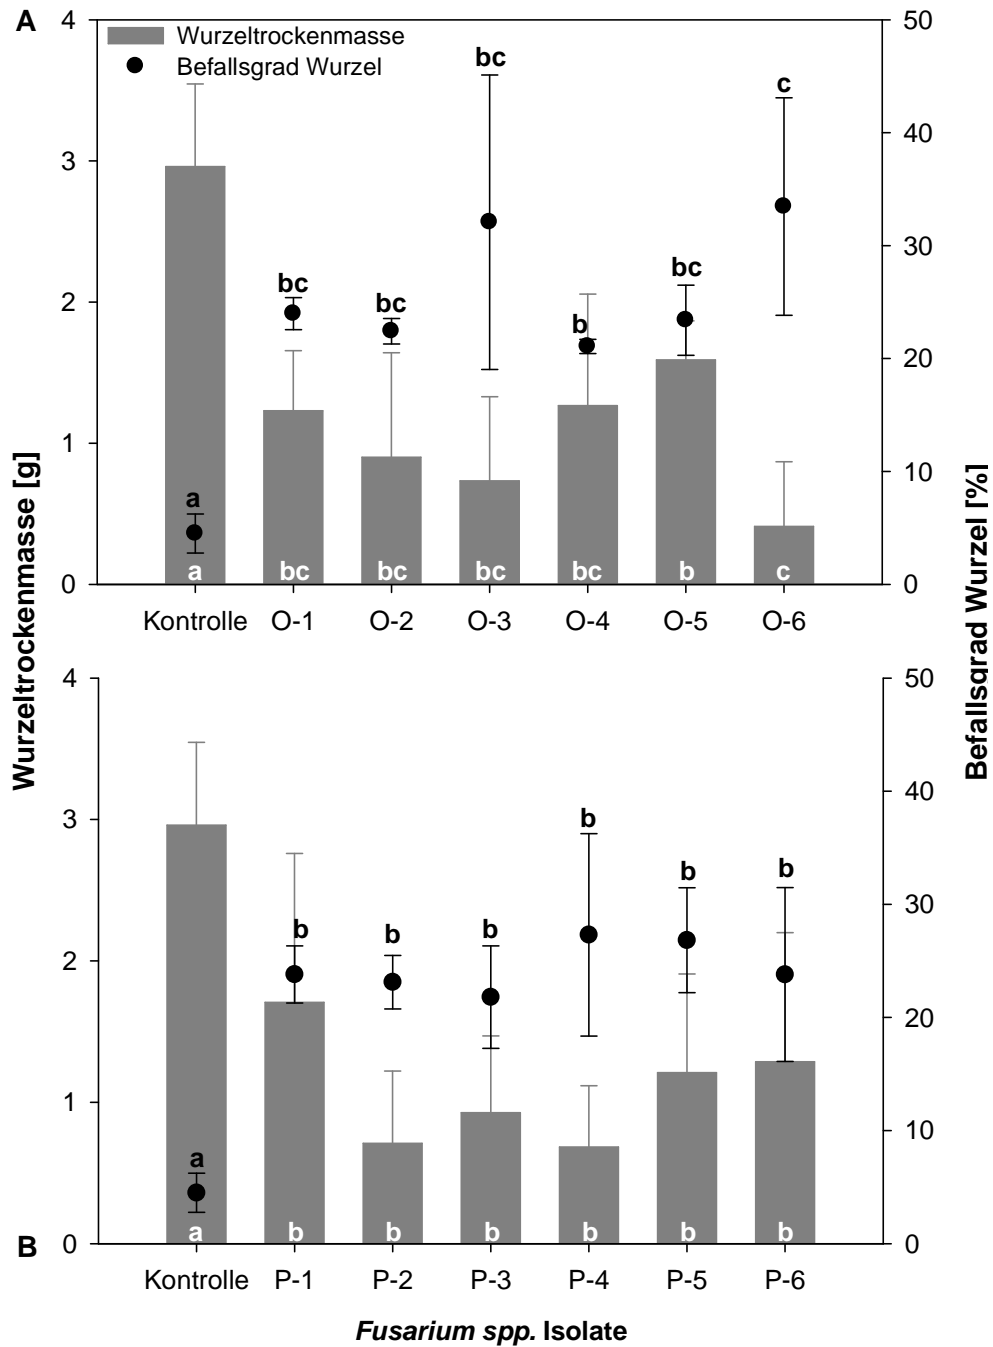 A
4
50
Wurzeltrockenmasse
Befallsgrad Wurzel
bc
c
40
3
30
bc
bc
b
bc
2
20
1
10
a
a
bc
bc
bc
bc
b
c
0
0
Kontrolle O-1 O-2 O-3 O-4 O-5 O-6
Wurzeltrockenmasse [g]
Befallsgrad Wurzel [%]
4
50
40
3
b
b
b
30
b
b
b
2
20
1
10
a
a
b
b
b
b
b
b
B
0
0
Kontrolle P-1 P-2 P-3 P-4 P-5 P-6
Fusarium spp. Isolate